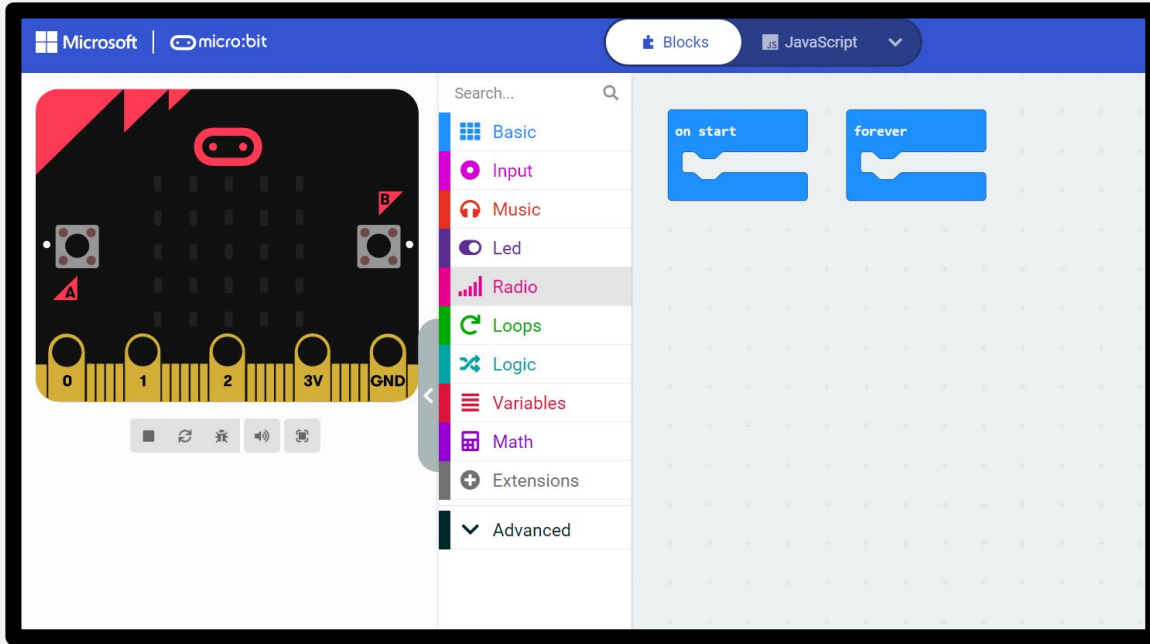 Microsoft micro:bit Blocks JS JavaScript
Search...
Basic
Input
Music
Led
Radio
Loops
Logic
Variables
Math
Extensions
Advanced
on start
forever
A
B
0 1 2 3V GND